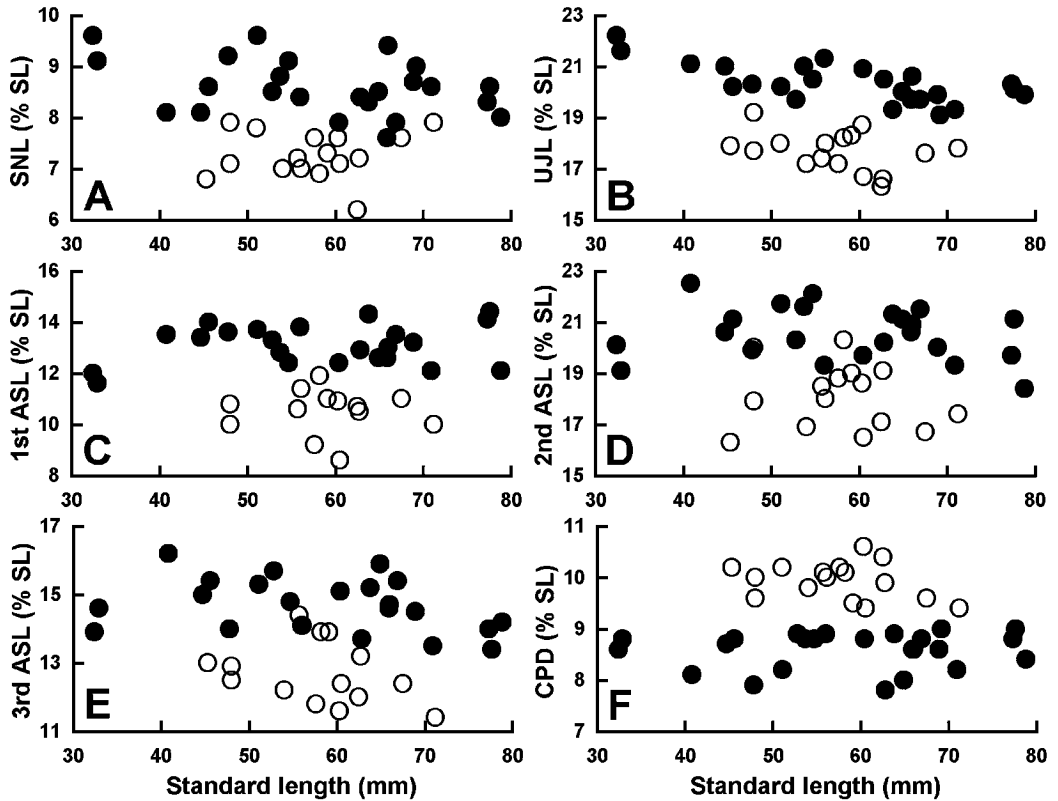 10
9
8
7
6
SNL (% SL)
A
30 40 50 60 70 80
23
21
19
17
15
UJL (% SL)
B
30 40 50 60 70 80
16
14
12
10
8
1st ASL (% SL)
C
30 40 50 60 70 80
23
21
19
17
15
2nd ASL (% SL)
D
30 40 50 60 70 80
17
15
13
11
3rd ASL (% SL)
E
30 40 50 60 70 80
Standard length (mm)
11
10
9
8
7
CPD (% SL)
F
30 40 50 60 70 80
Standard length (mm)